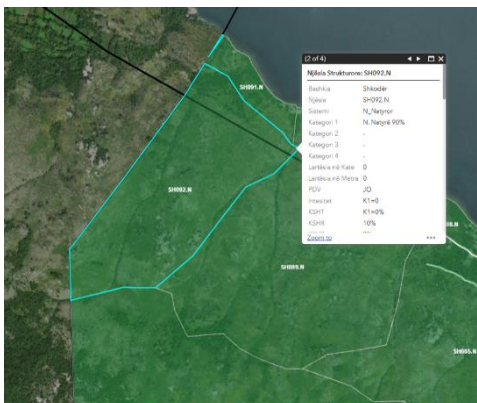 (2 of 4)
Njësia Strukturore: SH092.N
Bashkia Shkodër
Njësia SH092.N
Sistemi N_Natyror
Kategori 1 N. Natyrë 90%
Kategori 2 -
Kategori 3 -
Kategori 4 -
Lartësia në Kate 0
Lartësia në Metra 0
PDV JO
Intesitet K1=0
KSHT K1=0%
KSHR 10%
Zoom to
SH091.N
SH092.N
SH089.N